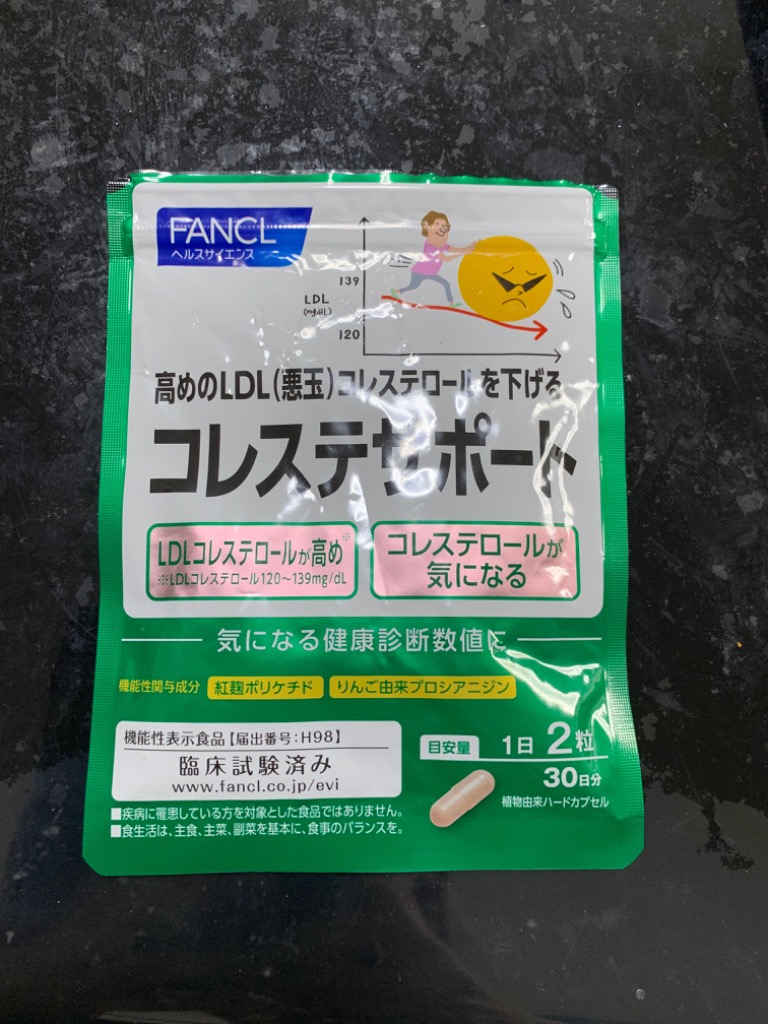 FANCL
ヘルスサイエンス
139
LDL
(mg/dL)
120
高めのLDL(悪玉)コレステロールを下げる
コレステサポート
LDLコレステロールが高め※
※LDLコレステロール120～139mg/dL
コレステロールが
気になる
気になる健康診断数値に
機能性関与成分 紅麹ポリケチド りんご由来プロシアニジン
機能性表示食品【届出番号:H98】
臨床試験済み
www.fancl.co.jp/evi
目安量 1日 2粒
30日分
植物由来ハードカプセル
■疾病に罹患している方を対象とした食品ではありません。
■食生活は、主食、主菜、副菜を基本に、食事のバランスを。